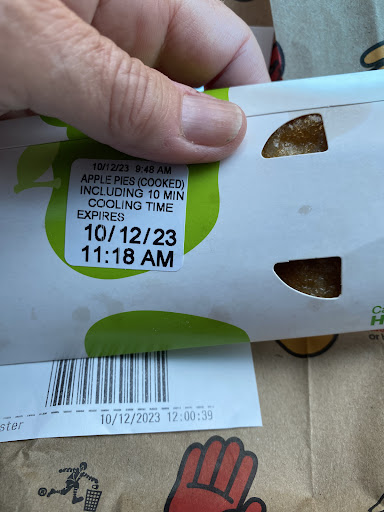 10/12/23 9:48 AM
APPLE PIES (COOKED)
INCLUDING 10 MIN
COOLING TIME
EXPIRES
10/12/23
11:18 AM
ster
10/12/2023 12:00:39